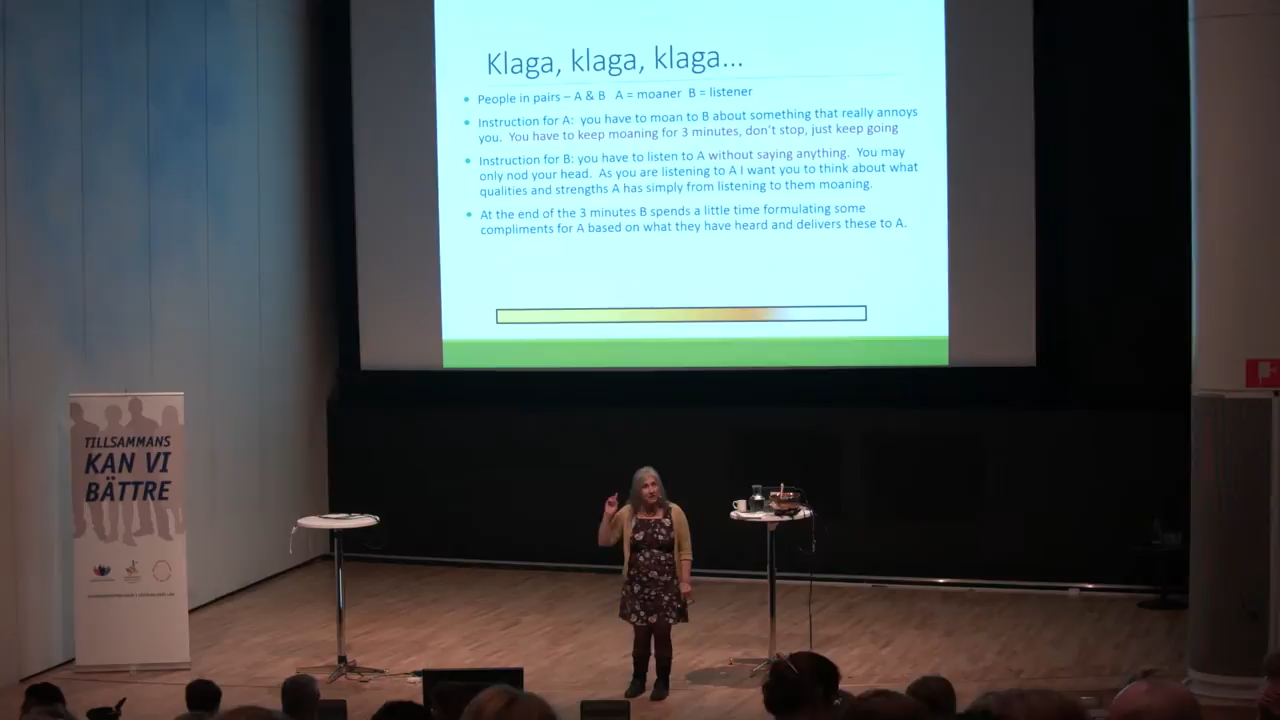 Klaga, klaga, klaga...
• People in pairs – A & B A = moaner B = listener
• Instruction for A: you have to moan to B about something that really annoys
you. You have to keep moaning for 3 minutes, don't stop, just keep going
• Instruction for B: you have to listen to A without saying anything. You may
only nod your head. As you are listening to A I want you to think about what
qualities and strengths A has simply from listening to them moaning.
• At the end of the 3 minutes B spends a little time formulating some
compliments for A based on what they have heard and delivers these to A.
TILLSAMMANS
KAN VI
BÄTTRE